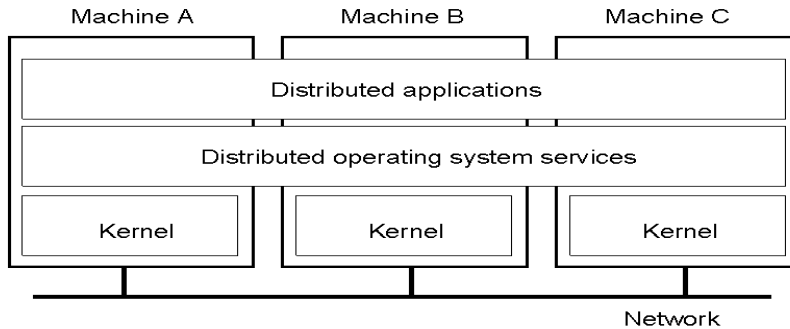 Machine A
Machine B
Machine C
Distributed applications
Distributed operating system services
Kernel
Kernel
Kernel
Network